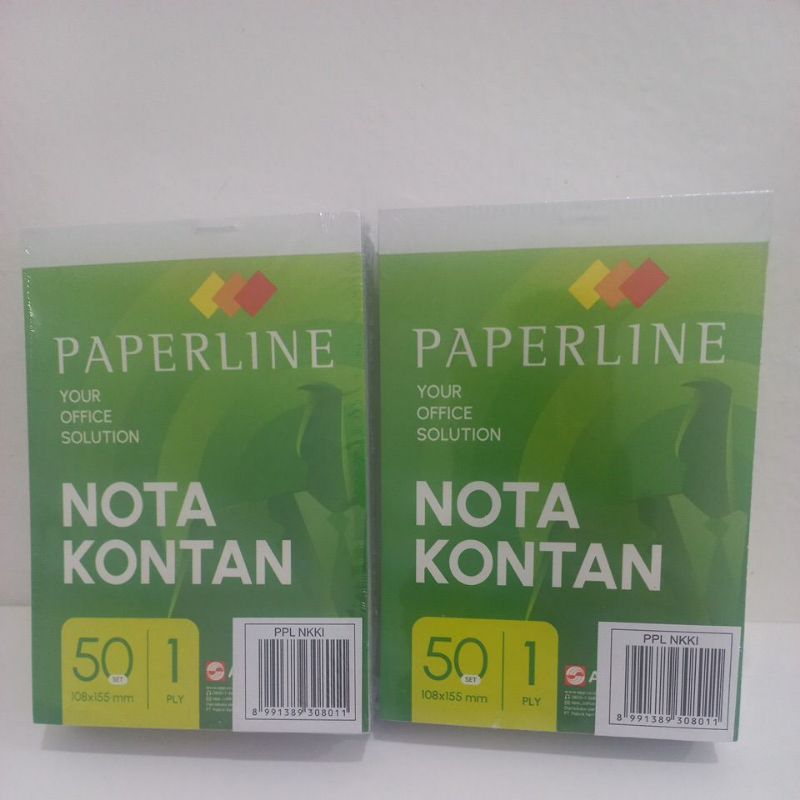 PAPERLINE
YOUR
OFFICE
SOLUTION
NOTA
KONTAN
50
SET
108x155 mm
1
PLY
PPL NKKI
8 991389 308011
PAPERLINE
YOUR
OFFICE
SOLUTION
NOTA
KONTAN
50
SET
108x155 mm
1
PLY
PPL NKKI
8 991389 308011